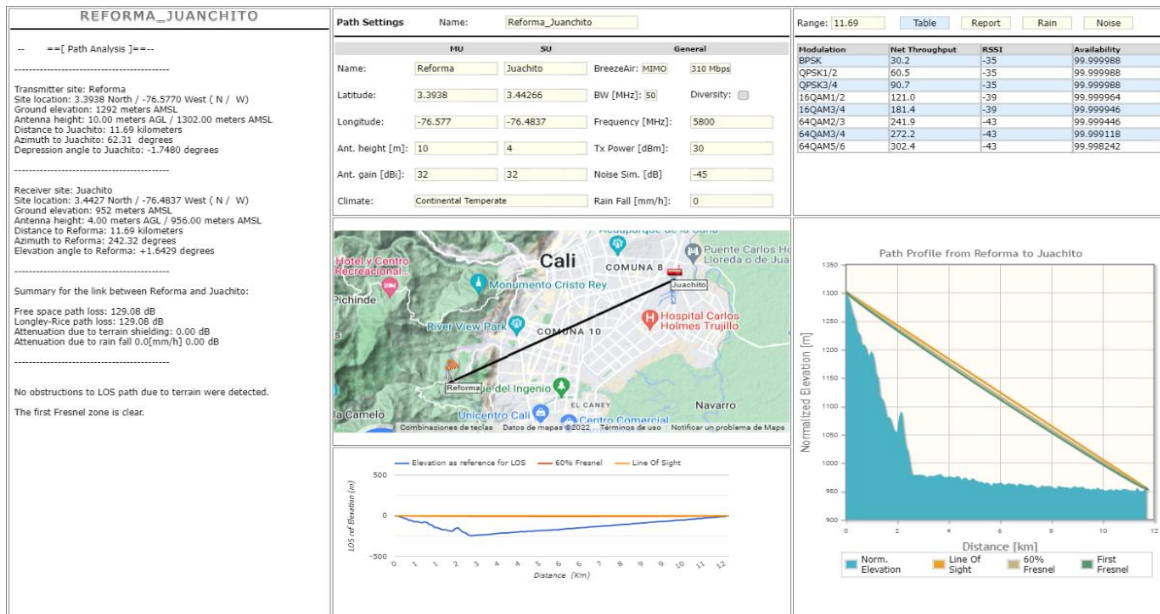 REFORMA_JUANCHITO
-- ==[ Path Analysis ]==--
-------------------------------------------
Transmitter site: Reforma
Site location: 3.3938 North / -76.5770 West ( N / W)
Ground elevation: 1292 meters AMSL
Antenna height: 10.00 meters AGL / 1302.00 meters AMSL
Distance to Juachito: 11.69 kilometers
Azimuth to Juachito: 62.31 degrees
Depression angle to Juachito: -1.7480 degrees
-------------------------------------------
Receiver site: Juachito
Site location: 3.4427 North / -76.4837 West ( N / W)
Ground elevation: 952 meters AMSL
Antenna height: 4.00 meters AGL / 956.00 meters AMSL
Distance to Reforma: 11.69 kilometers
Azimuth to Reforma: 242.32 degrees
Elevation angle to Reforma: +1.6429 degrees
-------------------------------------------
Summary for the link between Reforma and Juachito:
Free space path loss: 129.08 dB
Longley-Rice path loss: 129.08 dB
Attenuation due to terrain shielding: 0.00 dB
Attenuation due to rain fall 0.0[mm/h] 0.00 dB
-------------------------------------------
No obstructions to LOS path due to terrain were detected.
The first Fresnel zone is clear.
Path Settings Name: Reforma_Juanchito
MU SU General
Name: Reforma Juachito BreezeAir: MIMO 310 Mbps
Latitude: 3.3938 3.44266 BW [MHz]: 50 Diversity:
Longitude: -76.577 -76.4837 Frequency [MHz]: 5800
Ant. height [m]: 10 4 Tx Power [dBm]: 30
Ant. gain [dBi]: 32 32 Noise Sim. [dB] -45
Climate: Continental Temperate Rain Fall [mm/h]: 0
Cali
COMUNA 8
Puente Carlos Ho
Lloreda o de Jua
Hotel y Centro
Recreacional...
Pichinde
Monumento Cristo Rey
Juachito
River View Park
COMUNA 10
Hospital Carlos
Holmes Trujillo
Reforma
ue del Ingenio
EL CANEY
Navarro
la Camelo
Unicentro Cali
Centro Comercial
Combinaciones de teclas Datos de mapas ©2022 Términos de uso Notificar un problema de Maps
Elevation as reference for LOS 60% Fresnel Line Of Sight
LOS ref Elevation (m)
500
0
-500
0 1 2 2 3 4 5 5 6 7 8 9 9 10 11 12
Distance (Km)
Range: 11.69 Table Report Rain Noise
Modulation Net Throughput RSSI Availability
BPSK 30.2 -35 99.999988
QPSK1/2 60.5 -35 99.999988
QPSK3/4 90.7 -35 99.999988
16QAM1/2 121.0 -39 99.999964
16QAM3/4 181.4 -39 99.999946
64QAM2/3 241.9 -43 99.999446
64QAM3/4 272.2 -43 99.999118
64QAM5/6 302.4 -43 99.998242
Path Profile from Reforma to Juachito
Normalized Elevation [m]
1350
1300
1250
1200
1150
1100
1050
1000
950
900
0 2 4 6 8 10 12
Distance [km]
Norm. Elevation
Line Of Sight
60% Fresnel
First Fresnel